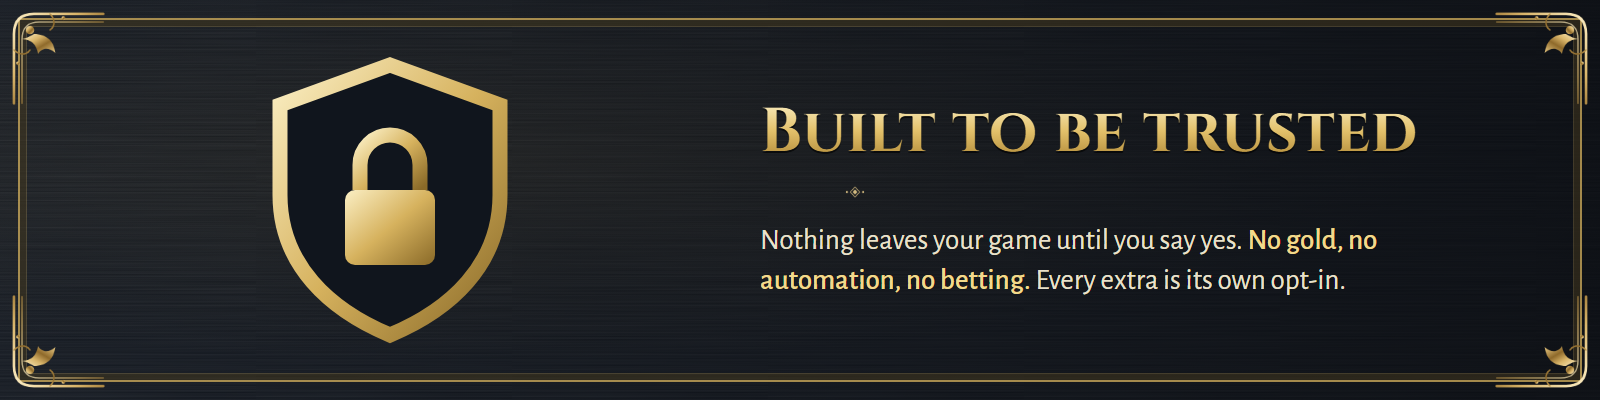 Built to be trusted
Nothing leaves your game until you say yes. No gold, no
automation, no betting. Every extra is its own opt-in.